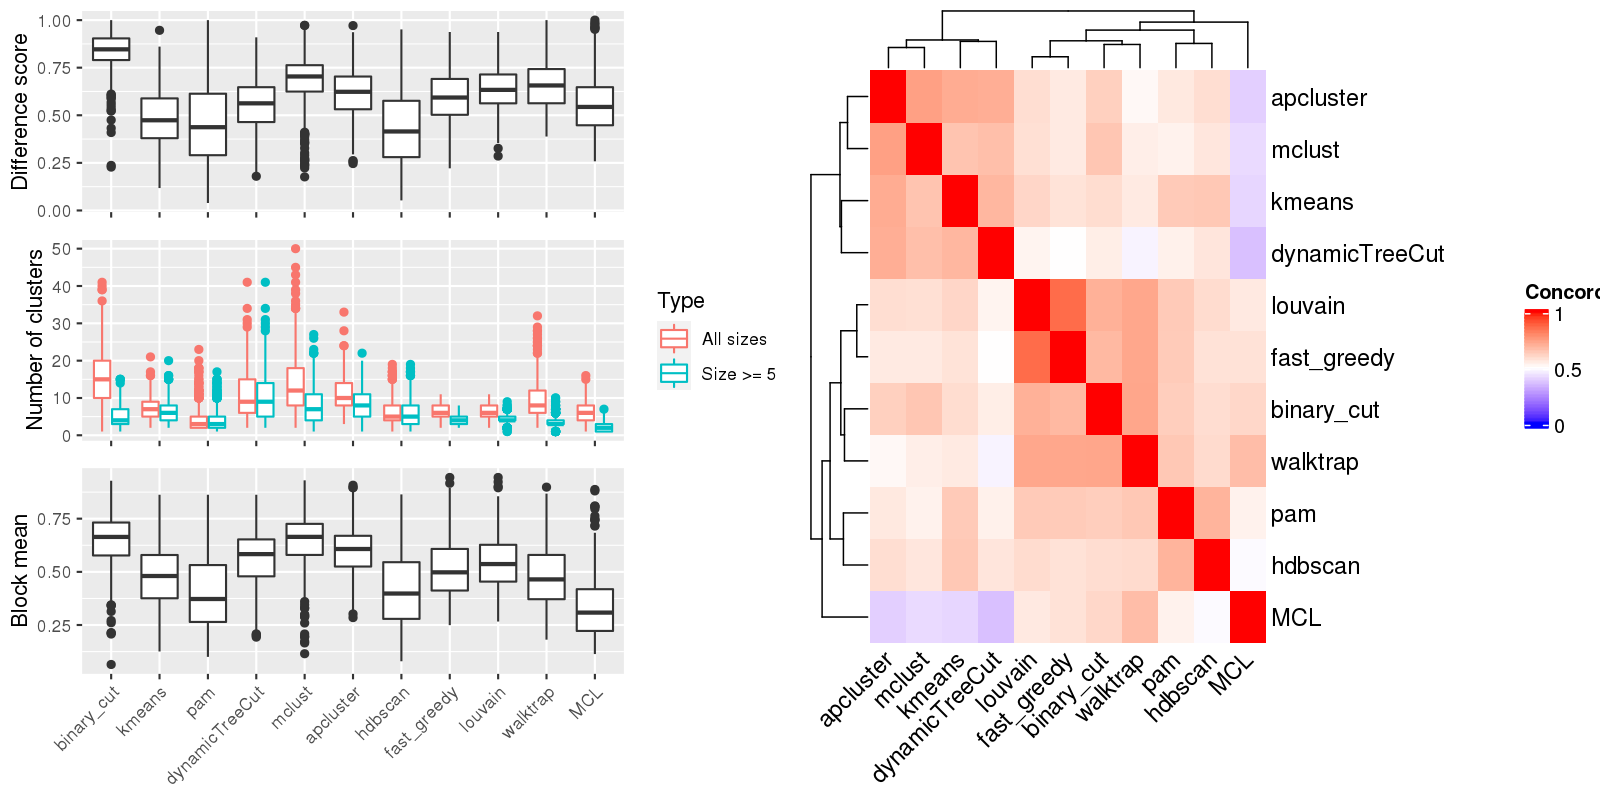 Difference score
1.00
0.75
0.50
0.25
0.00
Number of clusters
50
40
30
20
10
0
Block mean
0.75
0.50
0.25
binary_cut
kmeans
pam
dynamicTreeCut
mclust
apcluster
hdbscan
fast_greedy
louvain
walktrap
MCL
Type
All sizes
Size >= 5
apcluster
mclust
kmeans
dynamicTreeCut
louvain
fast_greedy
binary_cut
walktrap
pam
hdbscan
MCL
apcluster
mclust
kmeans
dynamicTreeCut
louvain
fast_greedy
binary_cut
walktrap
pam
hdbscan
MCL
Concord
1
0.5
0